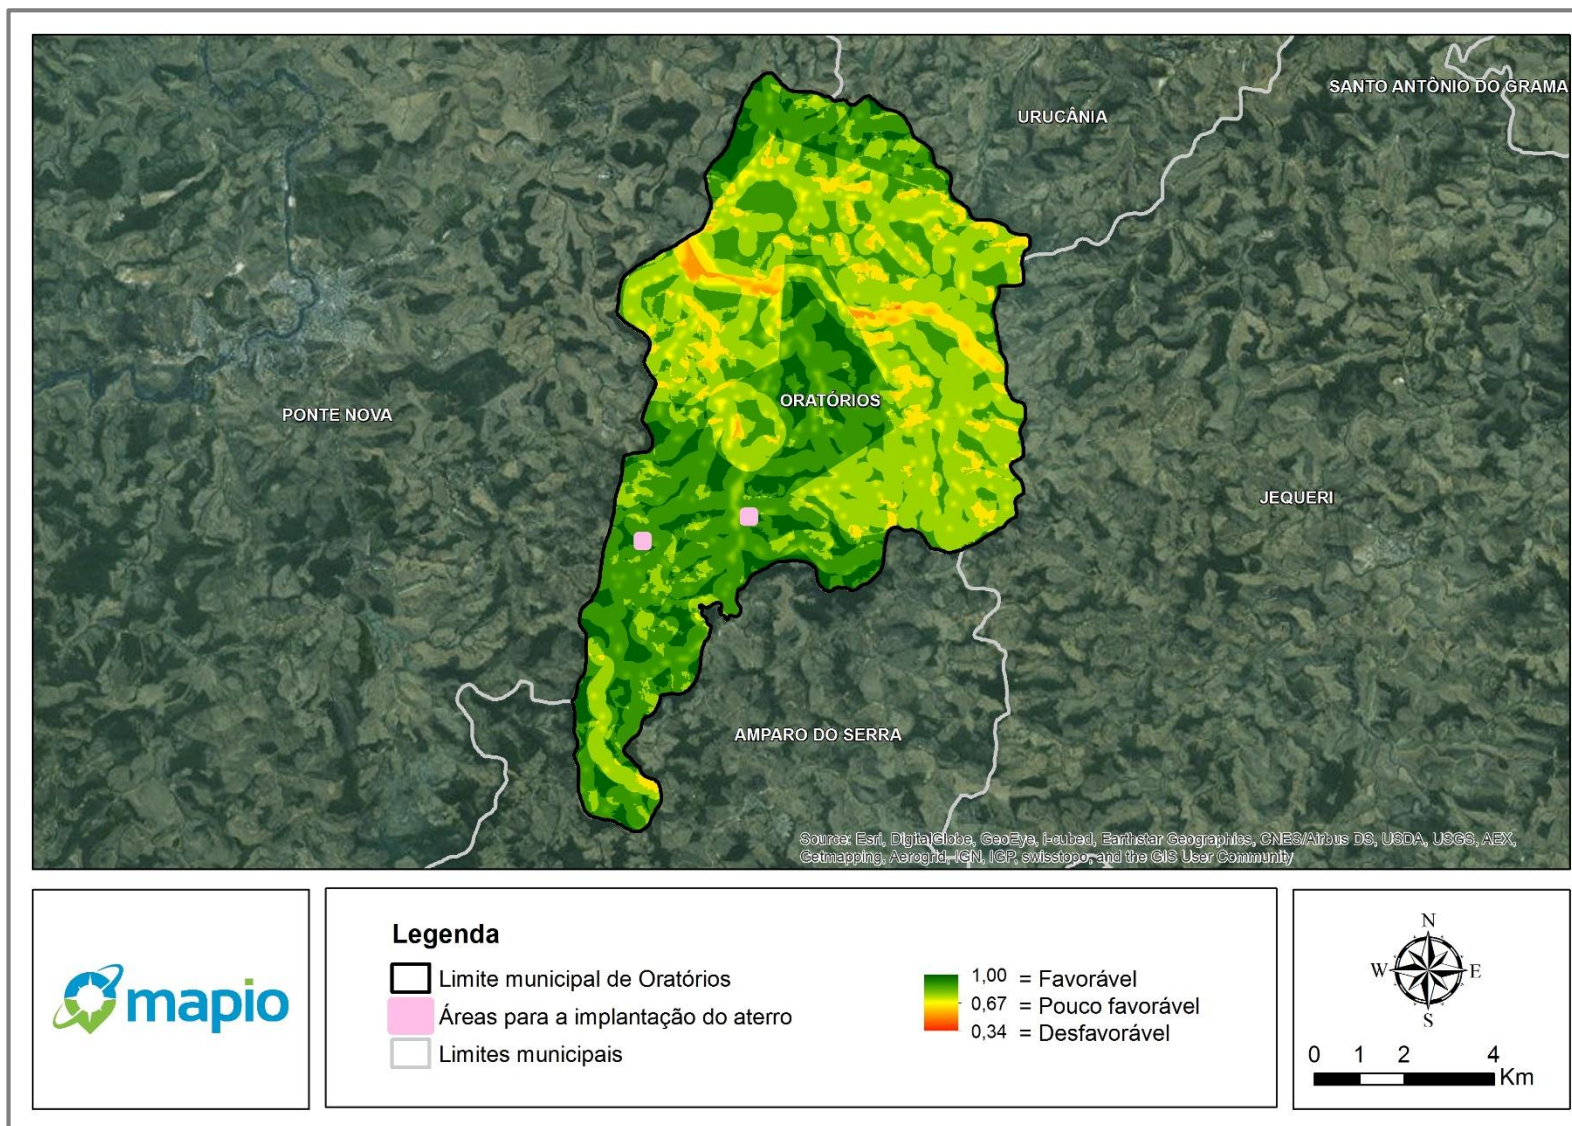 SANTO ANTÔNIO DO GRAMA
URUCÂNIA
ORATÓRIOS
PONTE NOVA
JEQUERI
AMPARO DO SERRA
Source: Esri, DigitalGlobe, GeoEye, i-cubed, Earthstar Geographics, CNES/Airbus DS, USDA, USGS, AEX,
Getmapping, Aerogrid, IGN, IGP, swisstopo, and the GIS User Community
mapio
Legenda
Limite municipal de Oratórios
Áreas para a implantação do aterro
Limites municipais
1,00 = Favorável
0,67 = Pouco favorável
0,34 = Desfavorável
N
W E
S
0 1 2 4
Km